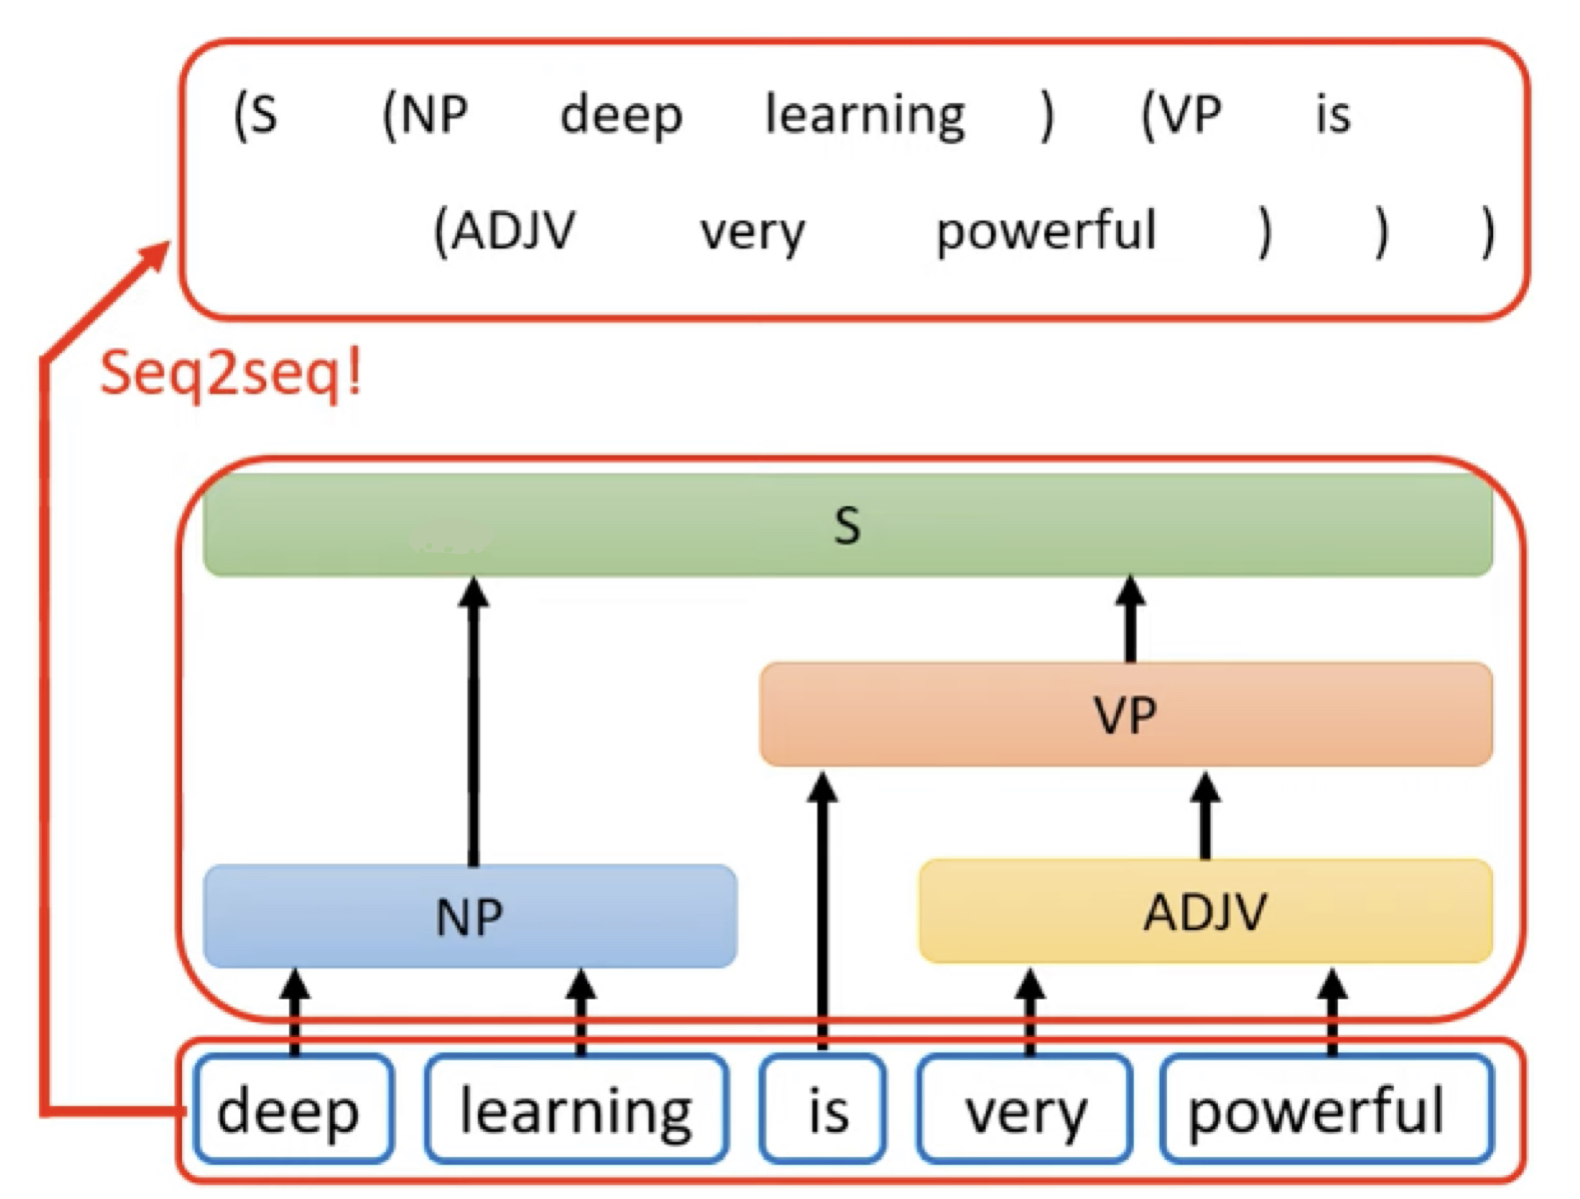 (S (NP deep learning ) (VP is
(ADJV very powerful ) ) )
Seq2seq!
S
VP
NP ADJV
deep learning is very powerful